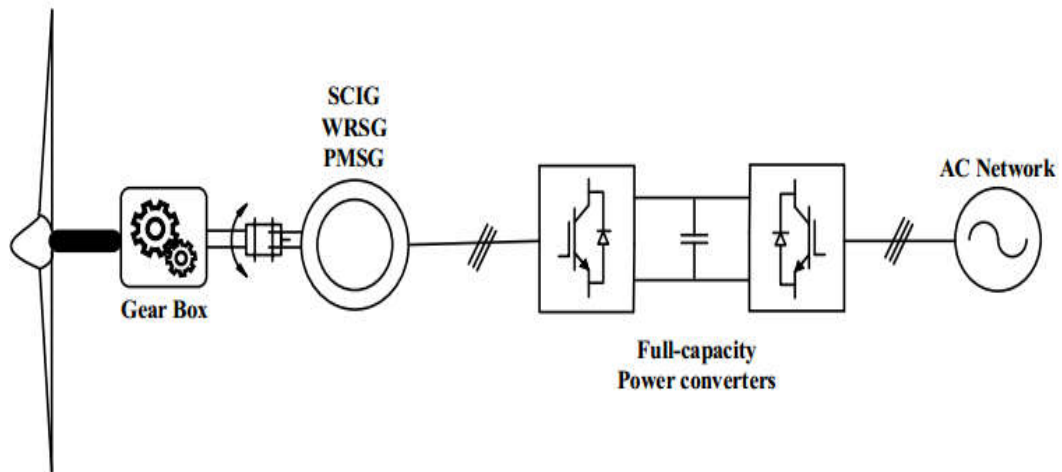 SCIG
WRSG
PMSG
AC Network
Gear Box
Full-capacity
Power converters